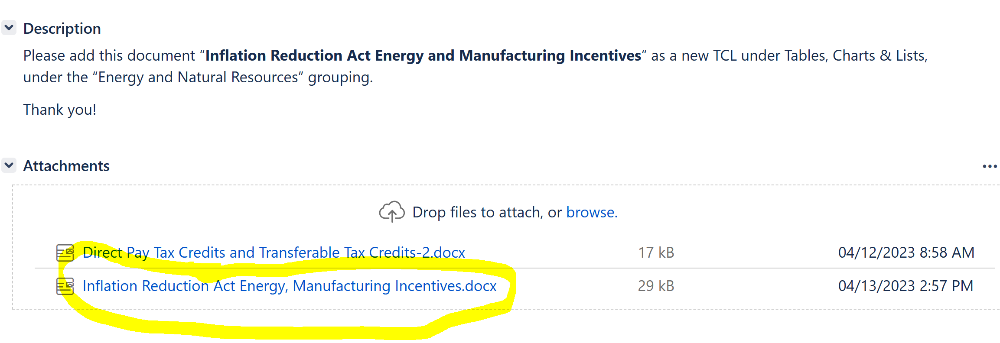 Description
Please add this document “Inflation Reduction Act Energy and Manufacturing Incentives“ as a new TCL under Tables, Charts & Lists,
under the “Energy and Natural Resources” grouping.
Thank you!
Attachments
Drop files to attach, or browse.
Direct Pay Tax Credits and Transferable Tax Credits-2.docx 17 kB 04/12/2023 8:58 AM
Inflation Reduction Act Energy, Manufacturing Incentives.docx 29 kB 04/13/2023 2:57 PM